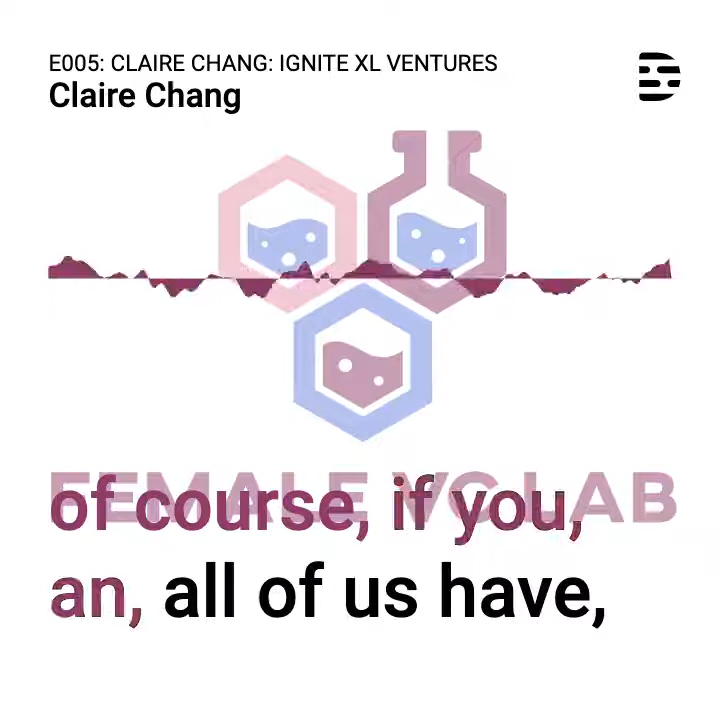 E005: CLAIRE CHANG: IGNITE XL VENTURES
Claire Chang
FEMALE VC LAB
of course, if you,
an, all of us have,